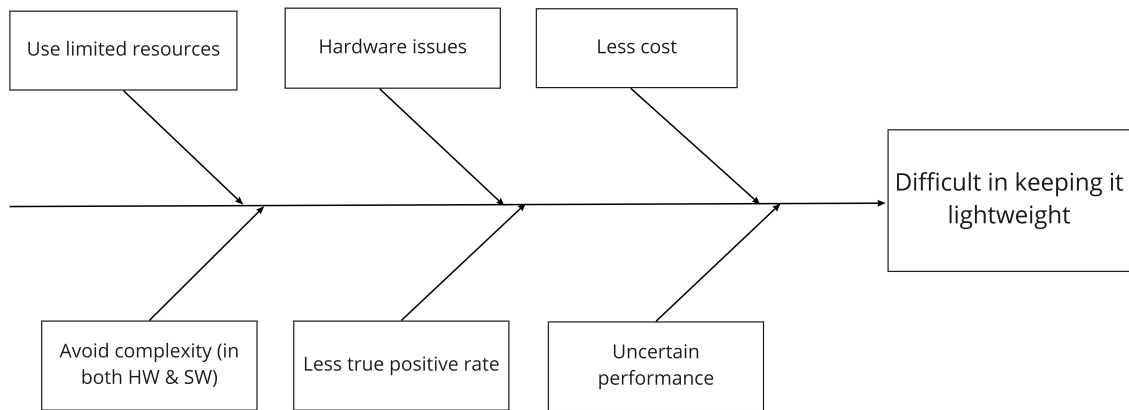 Use limited resources
Hardware issues
Less cost
Difficult in keeping it
lightweight
Avoid complexity (in
both HW & SW)
Less true positive rate
Uncertain
performance